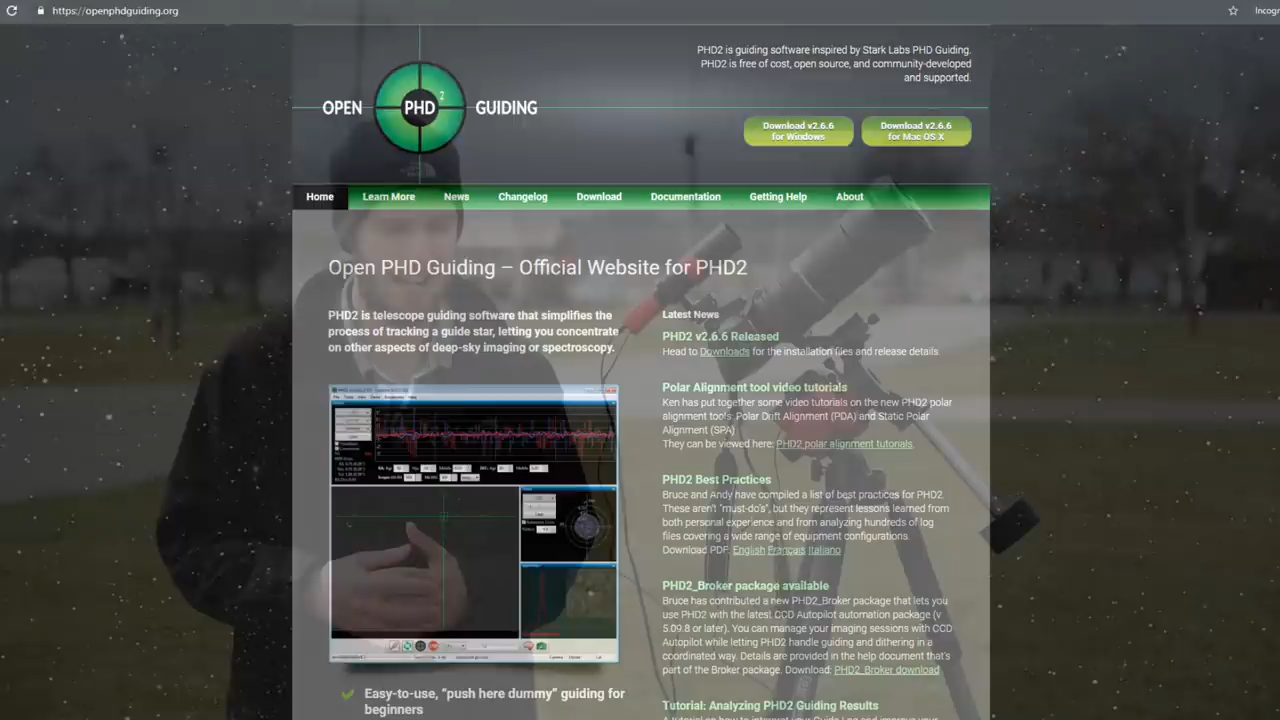 https://openphdguiding.org
Incogn
PHD2 is guiding software inspired by Stark Labs PHD Guiding.
PHD2 is free of cost, open source, and community-developed
and supported.
OPEN PHD 2 GUIDING
Download v2.6.6
for Windows
Download v2.6.6
for Mac OS X
Home Learn More News Changelog Download Documentation Getting Help About
Open PHD Guiding – Official Website for PHD2
PHD2 is telescope guiding software that simplifies the
process of tracking a guide star, letting you concentrate
on other aspects of deep-sky imaging or spectroscopy.
Easy-to-use, “push here dummy” guiding for
beginners
Latest News
PHD2 v2.6.6 Released
Head to Downloads for the installation files and release details.
Polar Alignment tool video tutorials
Ken has put together some video tutorials on the new PHD2 polar
alignment tools: Polar Drift Alignment (PDA) and Static Polar
Alignment (SPA)
They can be viewed here: PHD2 polar alignment tutorials.
PHD2 Best Practices
Bruce and Andy have compiled a list of best practices for PHD2.
These aren't “must-do's”, but they represent lessons learned from
both personal experience and from analyzing hundreds of log
files covering a wide range of equipment configurations.
Download PDF: English Français Italiano
PHD2_Broker package available
Bruce has contributed a new PHD2_Broker package that lets you
use PHD2 with the latest CCD Autopilot automation package (v
5.09.8 or later). You can manage your imaging sessions with CCD
Autopilot while letting PHD2 handle guiding and dithering in a
coordinated way. Details are provided in the help document that's
part of the Broker package. Download: PHD2_Broker download
Tutorial: Analyzing PHD2 Guiding Results